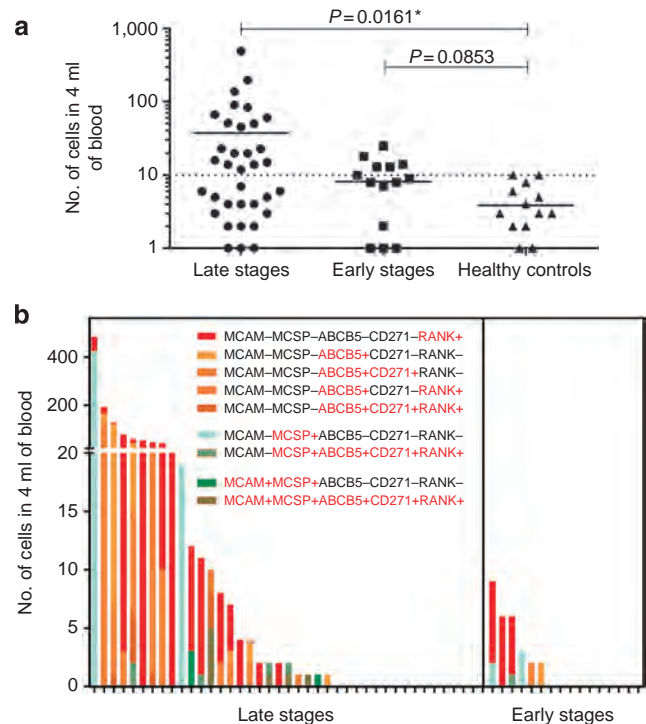 a
P=0.0161*
P=0.0853
No. of cells in 4 ml
of blood
1,000
100
10
1
Late stages
Early stages
Healthy controls
b
No. of cells in 4 ml of blood
400
200
20
15
10
5
0
MCAM–MCSP–ABCB5–CD271–RANK+
MCAM–MCSP–ABCB5+CD271–RANK–
MCAM–MCSP–ABCB5+CD271+RANK–
MCAM–MCSP–ABCB5+CD271–RANK+
MCAM–MCSP–ABCB5+CD271+RANK+
MCAM–MCSP+ABCB5–CD271–RANK–
MCAM–MCSP+ABCB5+CD271+RANK+
MCAM+MCSP+ABCB5–CD271–RANK–
MCAM+MCSP+ABCB5+CD271+RANK+
Late stages
Early stages